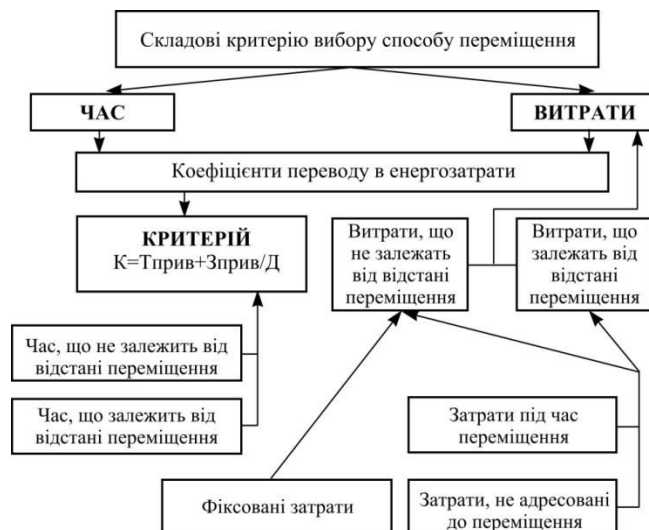 Складові критерію вибору способу переміщення
ЧАС
ВИТРАТИ
Коефіцієнти переводу в енергозатрати
КРИТЕРІЙ
К=Тприв+Зприв/Д
Витрати, що
не залежать
від відстані
переміщення
Витрати, що
залежать від
відстані
переміщення
Час, що не залежить від
відстані переміщення
Час, що залежить від
відстані переміщення
Затрати під час
переміщення
Фіксовані затрати
Затрати, не адресовані
до переміщення